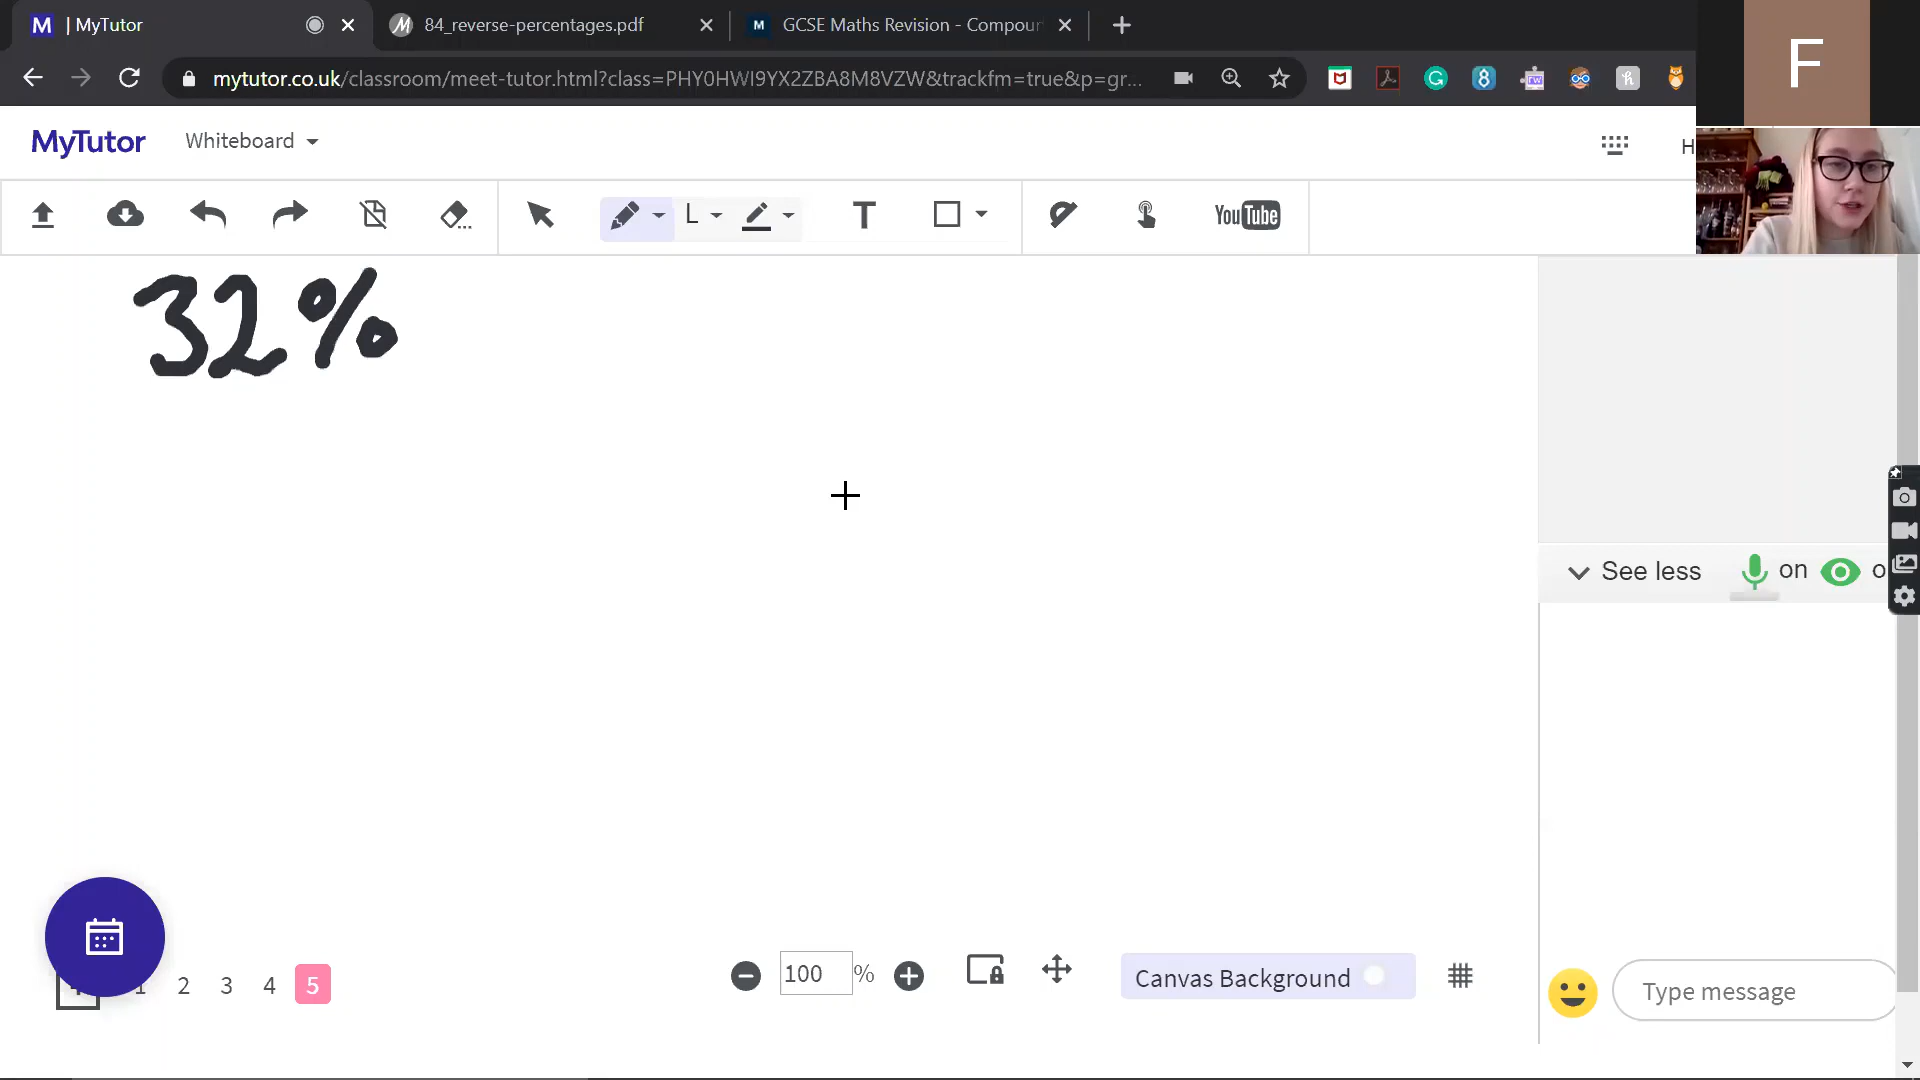 | MyTutor
84_reverse-percentages.pdf
GCSE Maths Revision - Compour
mytutor.co.uk/classroom/meet-tutor.html?class=PHY0HWI9YX2ZBA8M8VZW&trackfm=true&p=gr...
F
MyTutor
Whiteboard
H
L
T
YouTube
32%
See less
on
o
1
2
3
4
5
100
%
Canvas Background
Type message